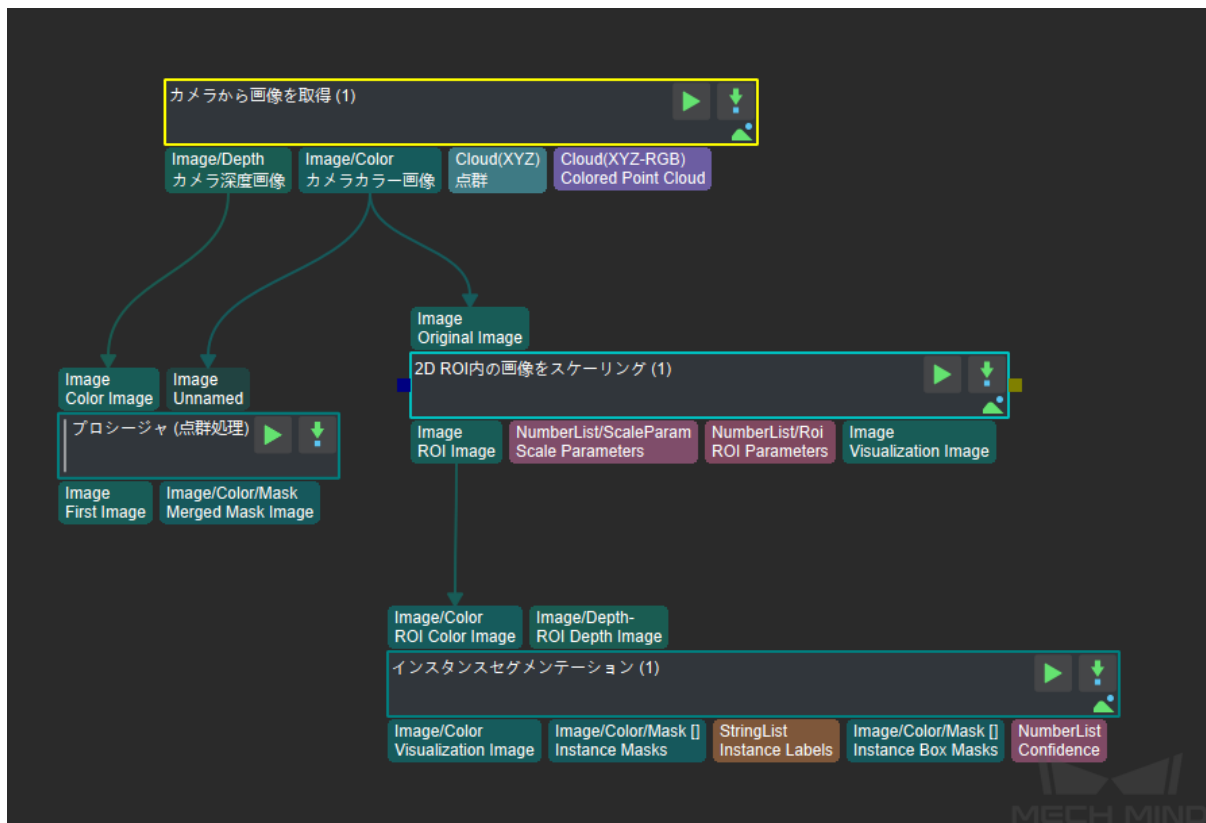 カメラから画像を取得 (1)
Image/Depth
カメラ深度画像
Image/Color
カメラカラー画像
Cloud(XYZ)
点群
Cloud(XYZ-RGB)
Colored Point Cloud
Image
Original Image
2D ROI内の画像をスケーリング (1)
Image
Color Image
Image
Unnamed
プロシージャ (点群処理)
Image
First Image
Image/Color/Mask
Merged Mask Image
Image
ROI Image
NumberList/ScaleParam
Scale Parameters
NumberList/Roi
ROI Parameters
Image
Visualization Image
Image/Color
ROI Color Image
Image/Depth-
ROI Depth Image
インスタンスセグメンテーション (1)
Image/Color
Visualization Image
Image/Color/Mask []
Instance Masks
StringList
Instance Labels
Image/Color/Mask []
Instance Box Masks
NumberList
Confidence
MECH MIND